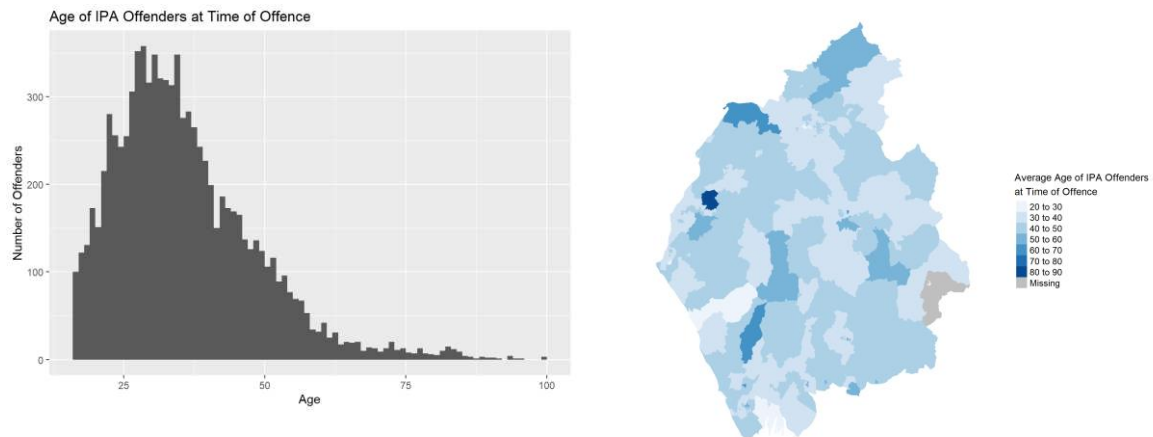 Age of IPA Offenders at Time of Offence
Number of Offenders
300
200
100
0
25
50
75
100
Age
Average Age of IPA Offenders
at Time of Offence
20 to 30
30 to 40
40 to 50
50 to 60
60 to 70
70 to 80
80 to 90
Missing